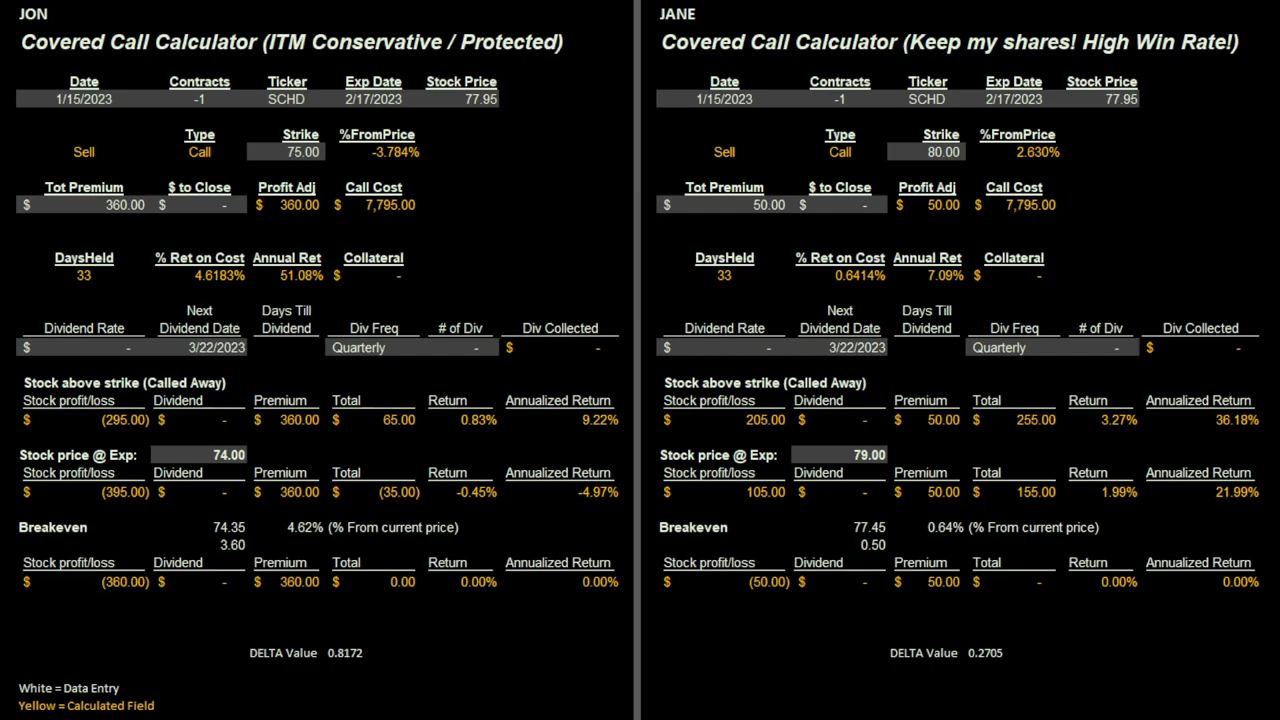 JON
Covered Call Calculator (ITM Conservative / Protected)
Date Contracts Ticker Exp Date Stock Price
1/15/2023 -1 SCHD 2/17/2023 77.95
Type Strike %FromPrice
Sell Call 75.00 -3.784%
Tot Premium $ to Close Profit Adj Call Cost
$ 360.00 $ - $ 360.00 $ 7,795.00
DaysHeld % Ret on Cost Annual Ret Collateral
33 4.6183% 51.08% $ -
Next Days Till
Dividend Rate Dividend Date Dividend Div Freq # of Div Div Collected
$ - 3/22/2023 Quarterly - $ -
Stock above strike (Called Away)
Stock profit/loss Dividend Premium Total Return Annualized Return
$ (295.00) $ - $ 360.00 $ 65.00 0.83% 9.22%
Stock price @ Exp: 74.00
Stock profit/loss Dividend Premium Total Return Annualized Return
$ (395.00) $ - $ 360.00 $ (35.00) -0.45% -4.97%
Breakeven 74.35 4.62% (% From current price)
3.60
Stock profit/loss Dividend Premium Total Return Annualized Return
$ (360.00) $ - $ 360.00 $ 0.00 0.00% 0.00%
DELTA Value 0.8172
White = Data Entry
Yellow = Calculated Field
JANE
Covered Call Calculator (Keep my shares! High Win Rate!)
Date Contracts Ticker Exp Date Stock Price
1/15/2023 -1 SCHD 2/17/2023 77.95
Type Strike %FromPrice
Sell Call 80.00 2.630%
Tot Premium $ to Close Profit Adj Call Cost
$ 50.00 $ - $ 50.00 $ 7,795.00
DaysHeld % Ret on Cost Annual Ret Collateral
33 0.6414% 7.09% $ -
Next Days Till
Dividend Rate Dividend Date Dividend Div Freq # of Div Div Collected
$ - 3/22/2023 Quarterly - $ -
Stock above strike (Called Away)
Stock profit/loss Dividend Premium Total Return Annualized Return
$ 205.00 $ - $ 50.00 $ 255.00 3.27% 36.18%
Stock price @ Exp: 79.00
Stock profit/loss Dividend Premium Total Return Annualized Return
$ 105.00 $ - $ 50.00 $ 155.00 1.99% 21.99%
Breakeven 77.45 0.64% (% From current price)
0.50
Stock profit/loss Dividend Premium Total Return Annualized Return
$ (50.00) $ - $ 50.00 $ - 0.00% 0.00%
DELTA Value 0.2705